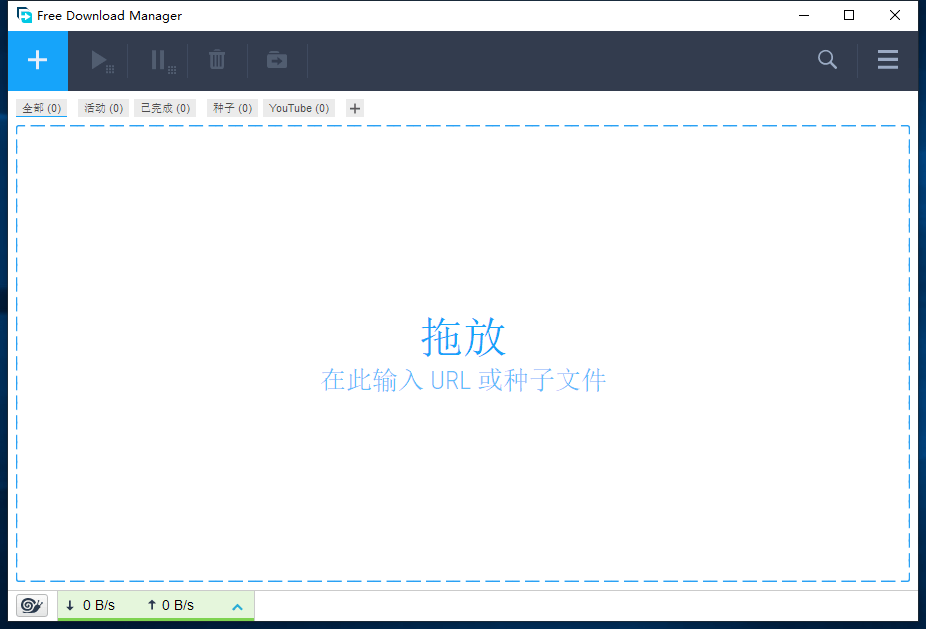 Free Download Manager
全部 (0) 活动 (0) 已完成 (0) 种子 (0) YouTube (0)
拖放
在此输入 URL 或种子文件
0 B/s 0 B/s